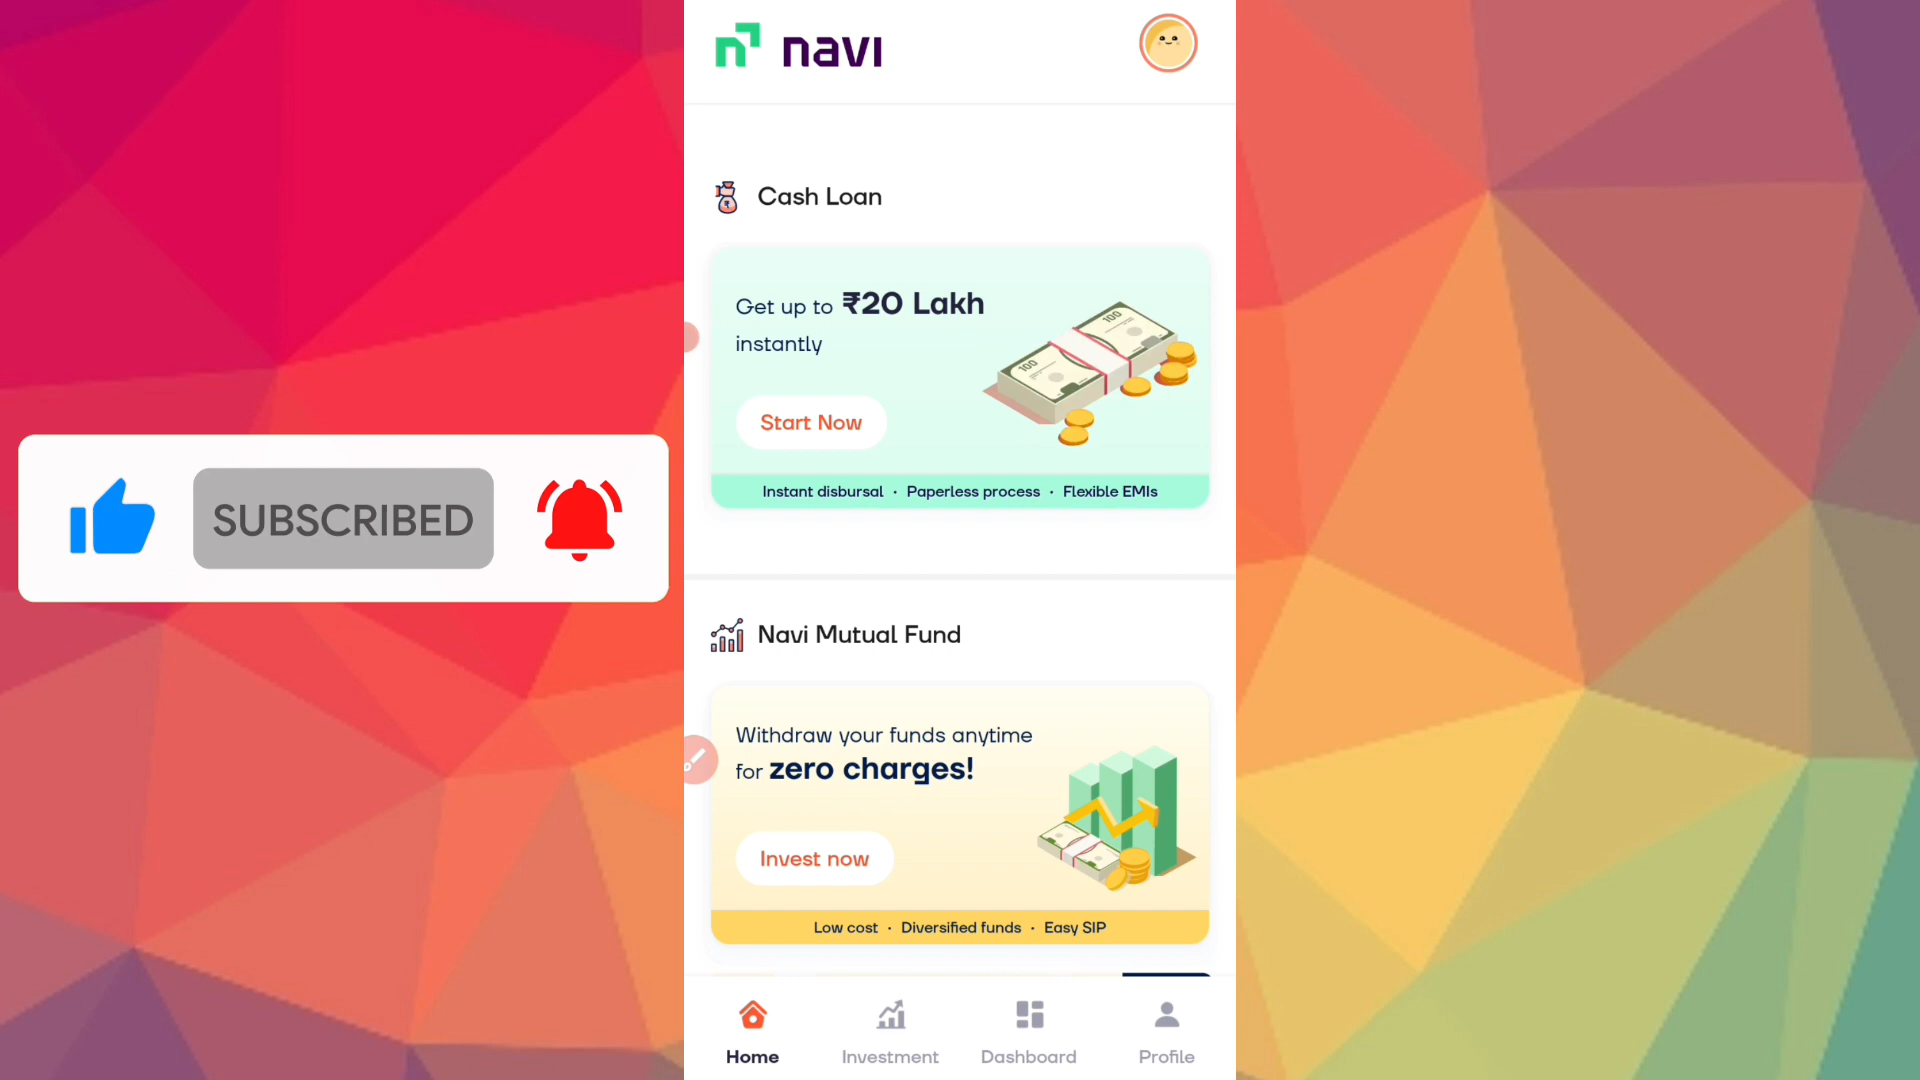 navi
Cash Loan
Get up to ₹20 Lakh
instantly
100
100
Start Now
Instant disbursal · Paperless process · Flexible EMIs
SUBSCRIBED
Navi Mutual Fund
Withdraw your funds anytime
for zero charges!
Invest now
Low cost · Diversified funds · Easy SIP
Home
Investment
Dashboard
Profile